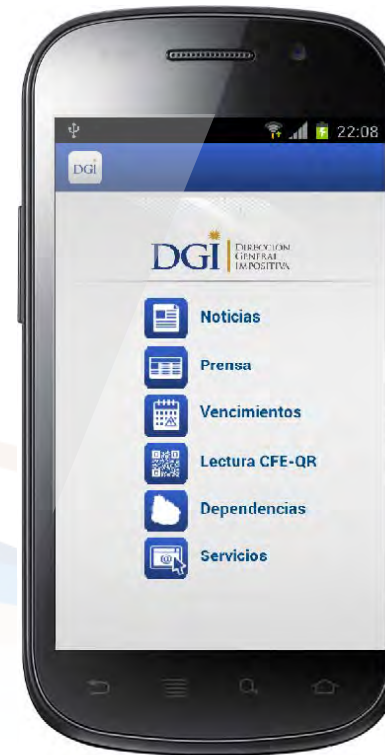 22:08
DGI
DGI DIRECCION
GENERAL
IMPOSITIVA
Noticias
Prensa
Vencimientos
Lectura CFE-QR
Dependencias
Servicios